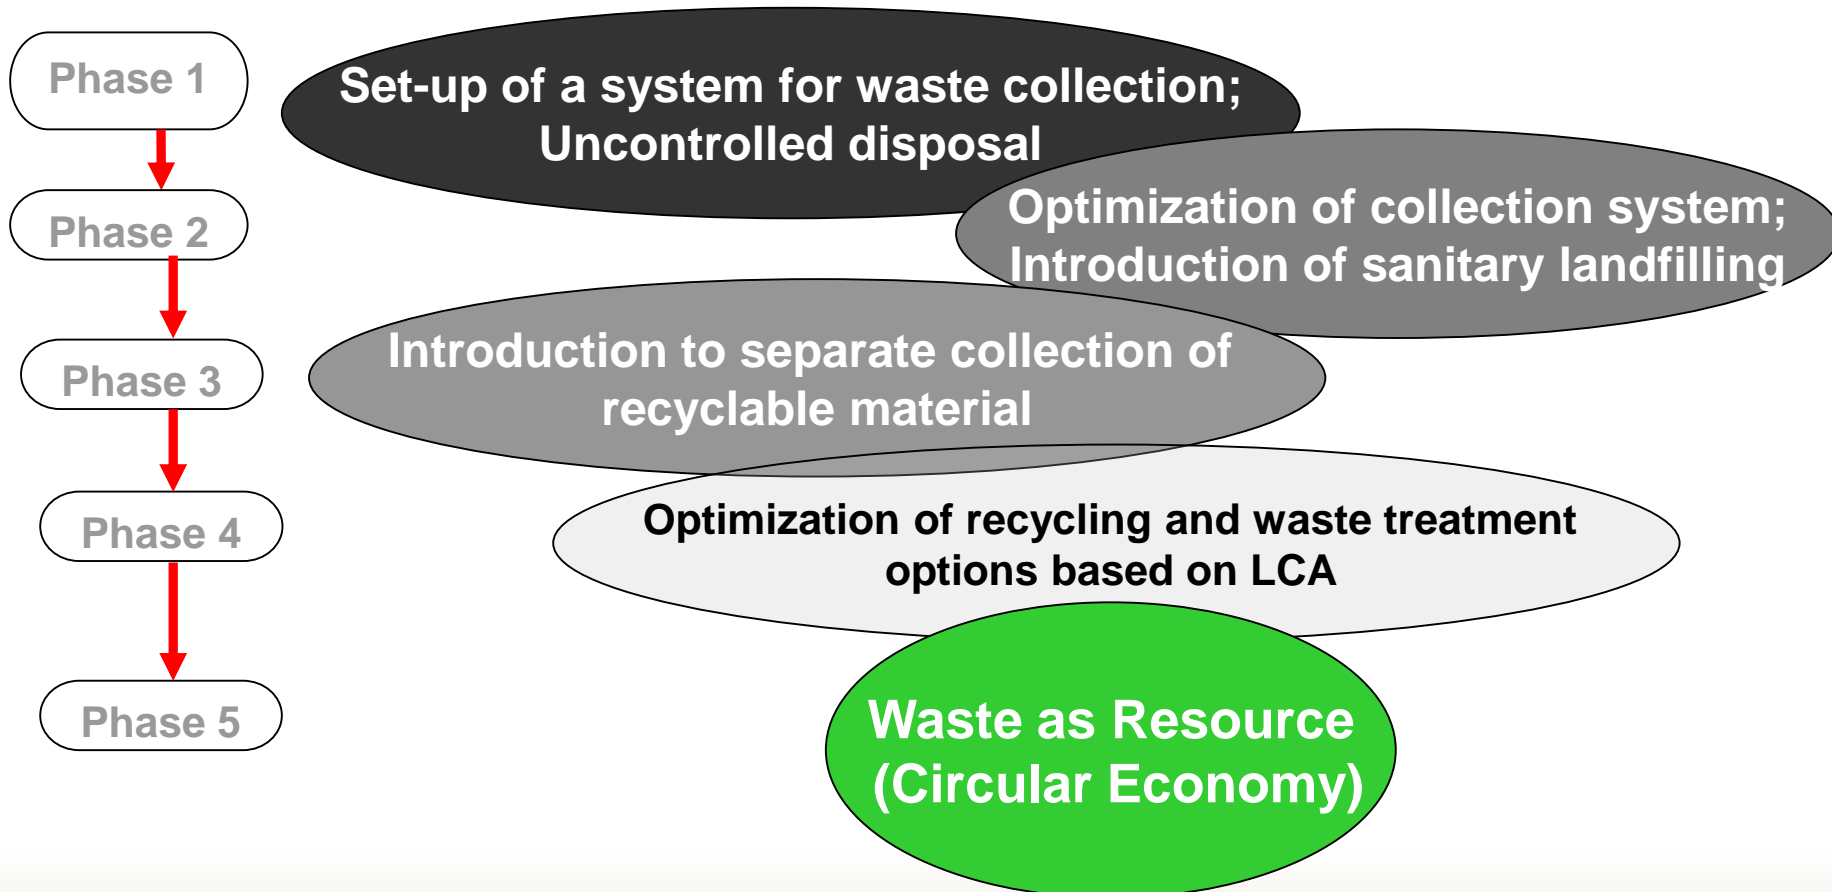 Phase 1
Set-up of a system for waste collection;
Uncontrolled disposal
Phase 2
Optimization of collection system;
Introduction of sanitary landfilling
Phase 3
Introduction to separate collection of
recyclable material
Phase 4
Optimization of recycling and waste treatment
options based on LCA
Phase 5
Waste as Resource
(Circular Economy)